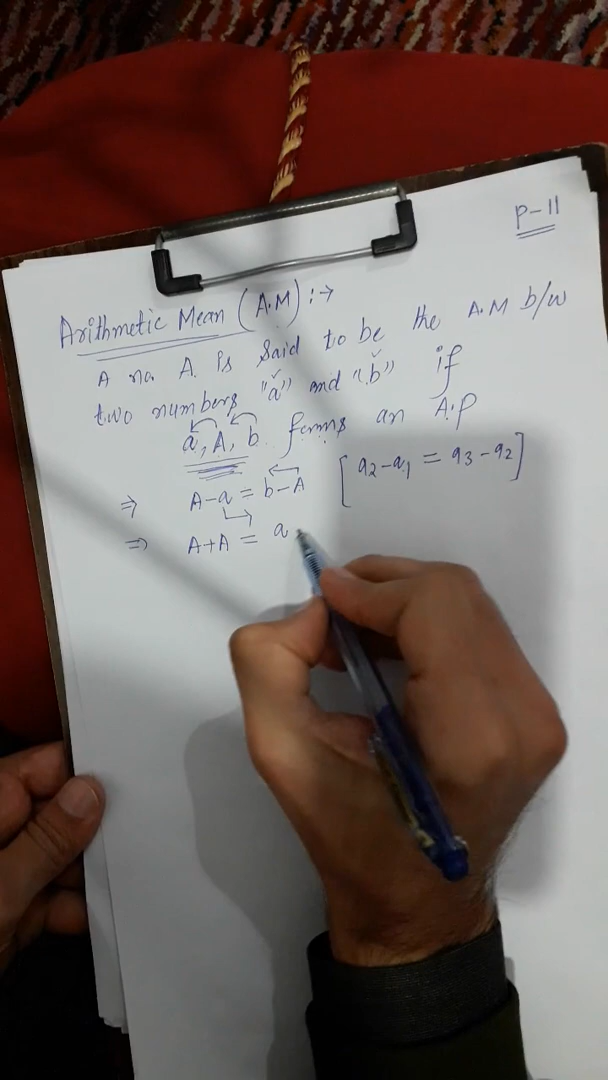 P-11
Arithmetic Mean (A.M) :→
A no. A is said to be the A.M b/w
two numbers "a" and "b" if
a, A, b forms an A.P
⇒ A-a = b-A [a₂-a₁ = a₃-a₂]
⇒ A+A = a